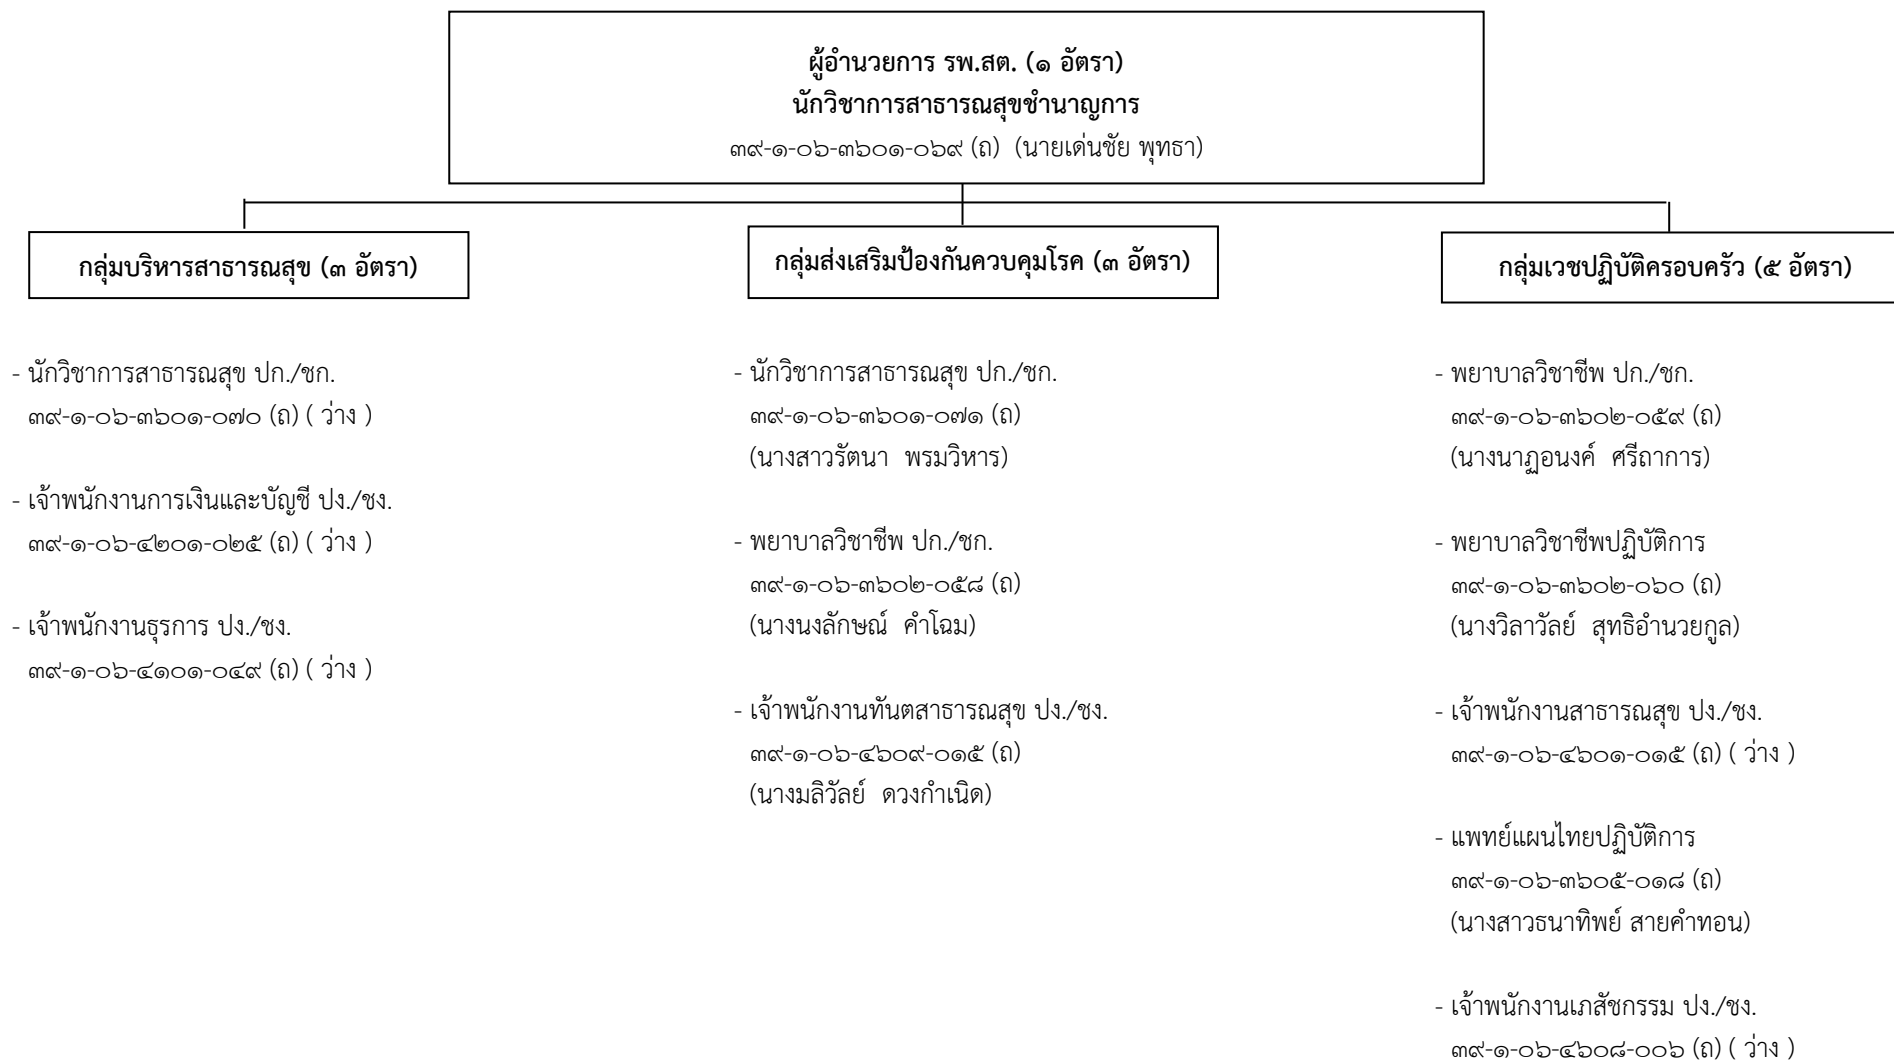 ผู้อำนวยการ รพ.สต. (๑ อัตรา)
นักวิชาการสาธารณสุขชำนาญการ
๓๙-๑-๐๖-๓๖๐๑-๐๖๙ (ถ) (นายเด่นชัย พุทธา)
กลุ่มบริหารสาธารณสุข (๓ อัตรา)
- นักวิชาการสาธารณสุข ปก./ชก.
๓๙-๑-๐๖-๓๖๐๑-๐๗๐ (ถ) ( ว่าง )
- เจ้าพนักงานการเงินและบัญชี ปง./ชง.
๓๙-๑-๐๖-๔๒๐๑-๐๒๕ (ถ) ( ว่าง )
- เจ้าพนักงานธุรการ ปง./ชง.
๓๙-๑-๐๖-๔๑๐๑-๐๔๙ (ถ) ( ว่าง )
กลุ่มส่งเสริมป้องกันควบคุมโรค (๓ อัตรา)
- นักวิชาการสาธารณสุข ปก./ชก.
๓๙-๑-๐๖-๓๖๐๑-๐๗๑ (ถ)
(นางสาวรัตนา พรมวิหาร)
- พยาบาลวิชาชีพ ปก./ชก.
๓๙-๑-๐๖-๓๖๐๒-๐๕๘ (ถ)
(นางนงลักษณ์ คำโฉม)
- เจ้าพนักงานทันตสาธารณสุข ปง./ชง.
๓๙-๑-๐๖-๔๖๐๙-๐๑๕ (ถ)
(นางมลิวัลย์ ดวงกำเนิด)
กลุ่มเวชปฏิบัติครอบครัว (๕ อัตรา)
- พยาบาลวิชาชีพ ปก./ชก.
๓๙-๑-๐๖-๓๖๐๒-๐๕๙ (ถ)
(นางนาฏอนงค์ ศรีถาการ)
- พยาบาลวิชาชีพปฏิบัติการ
๓๙-๑-๐๖-๓๖๐๒-๐๖๐ (ถ)
(นางวิลาวัลย์ สุทธิอำนวยกูล)
- เจ้าพนักงานสาธารณสุข ปง./ชง.
๓๙-๑-๐๖-๔๖๐๑-๐๑๕ (ถ) ( ว่าง )
- แพทย์แผนไทยปฏิบัติการ
๓๙-๑-๐๖-๓๖๐๕-๐๑๘ (ถ)
(นางสาวธนาทิพย์ สายคำทอน)
- เจ้าพนักงานเภสัชกรรม ปง./ชง.
๓๙-๑-๐๖-๔๖๐๘-๐๐๖ (ถ) ( ว่าง )